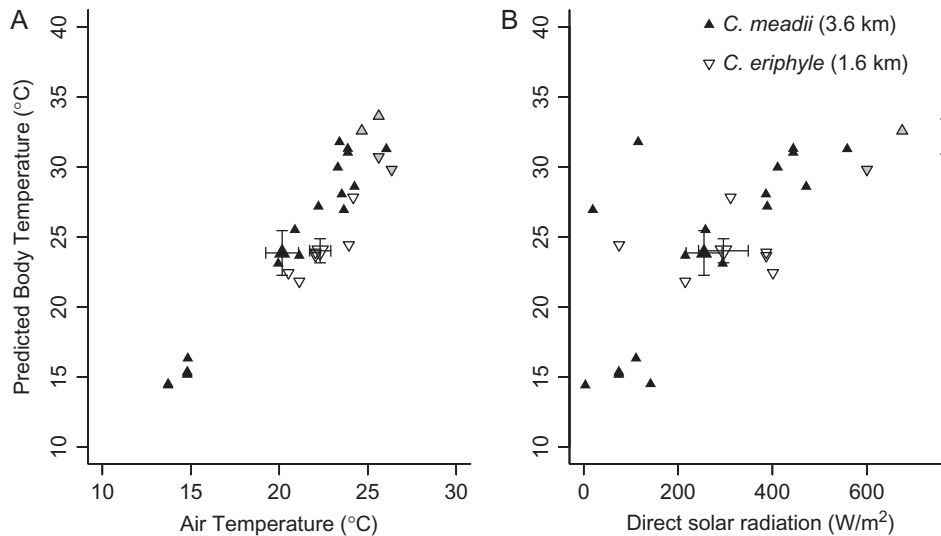 A
B
▲ C. meadii (3.6 km)
▽ C. eriphyle (1.6 km)
Predicted Body Temperature (°C)
40
35
30
25
20
15
10
10 15 20 25 30
Air Temperature (°C)
40
35
30
25
20
15
10
0 200 400 600
Direct solar radiation (W/m²)